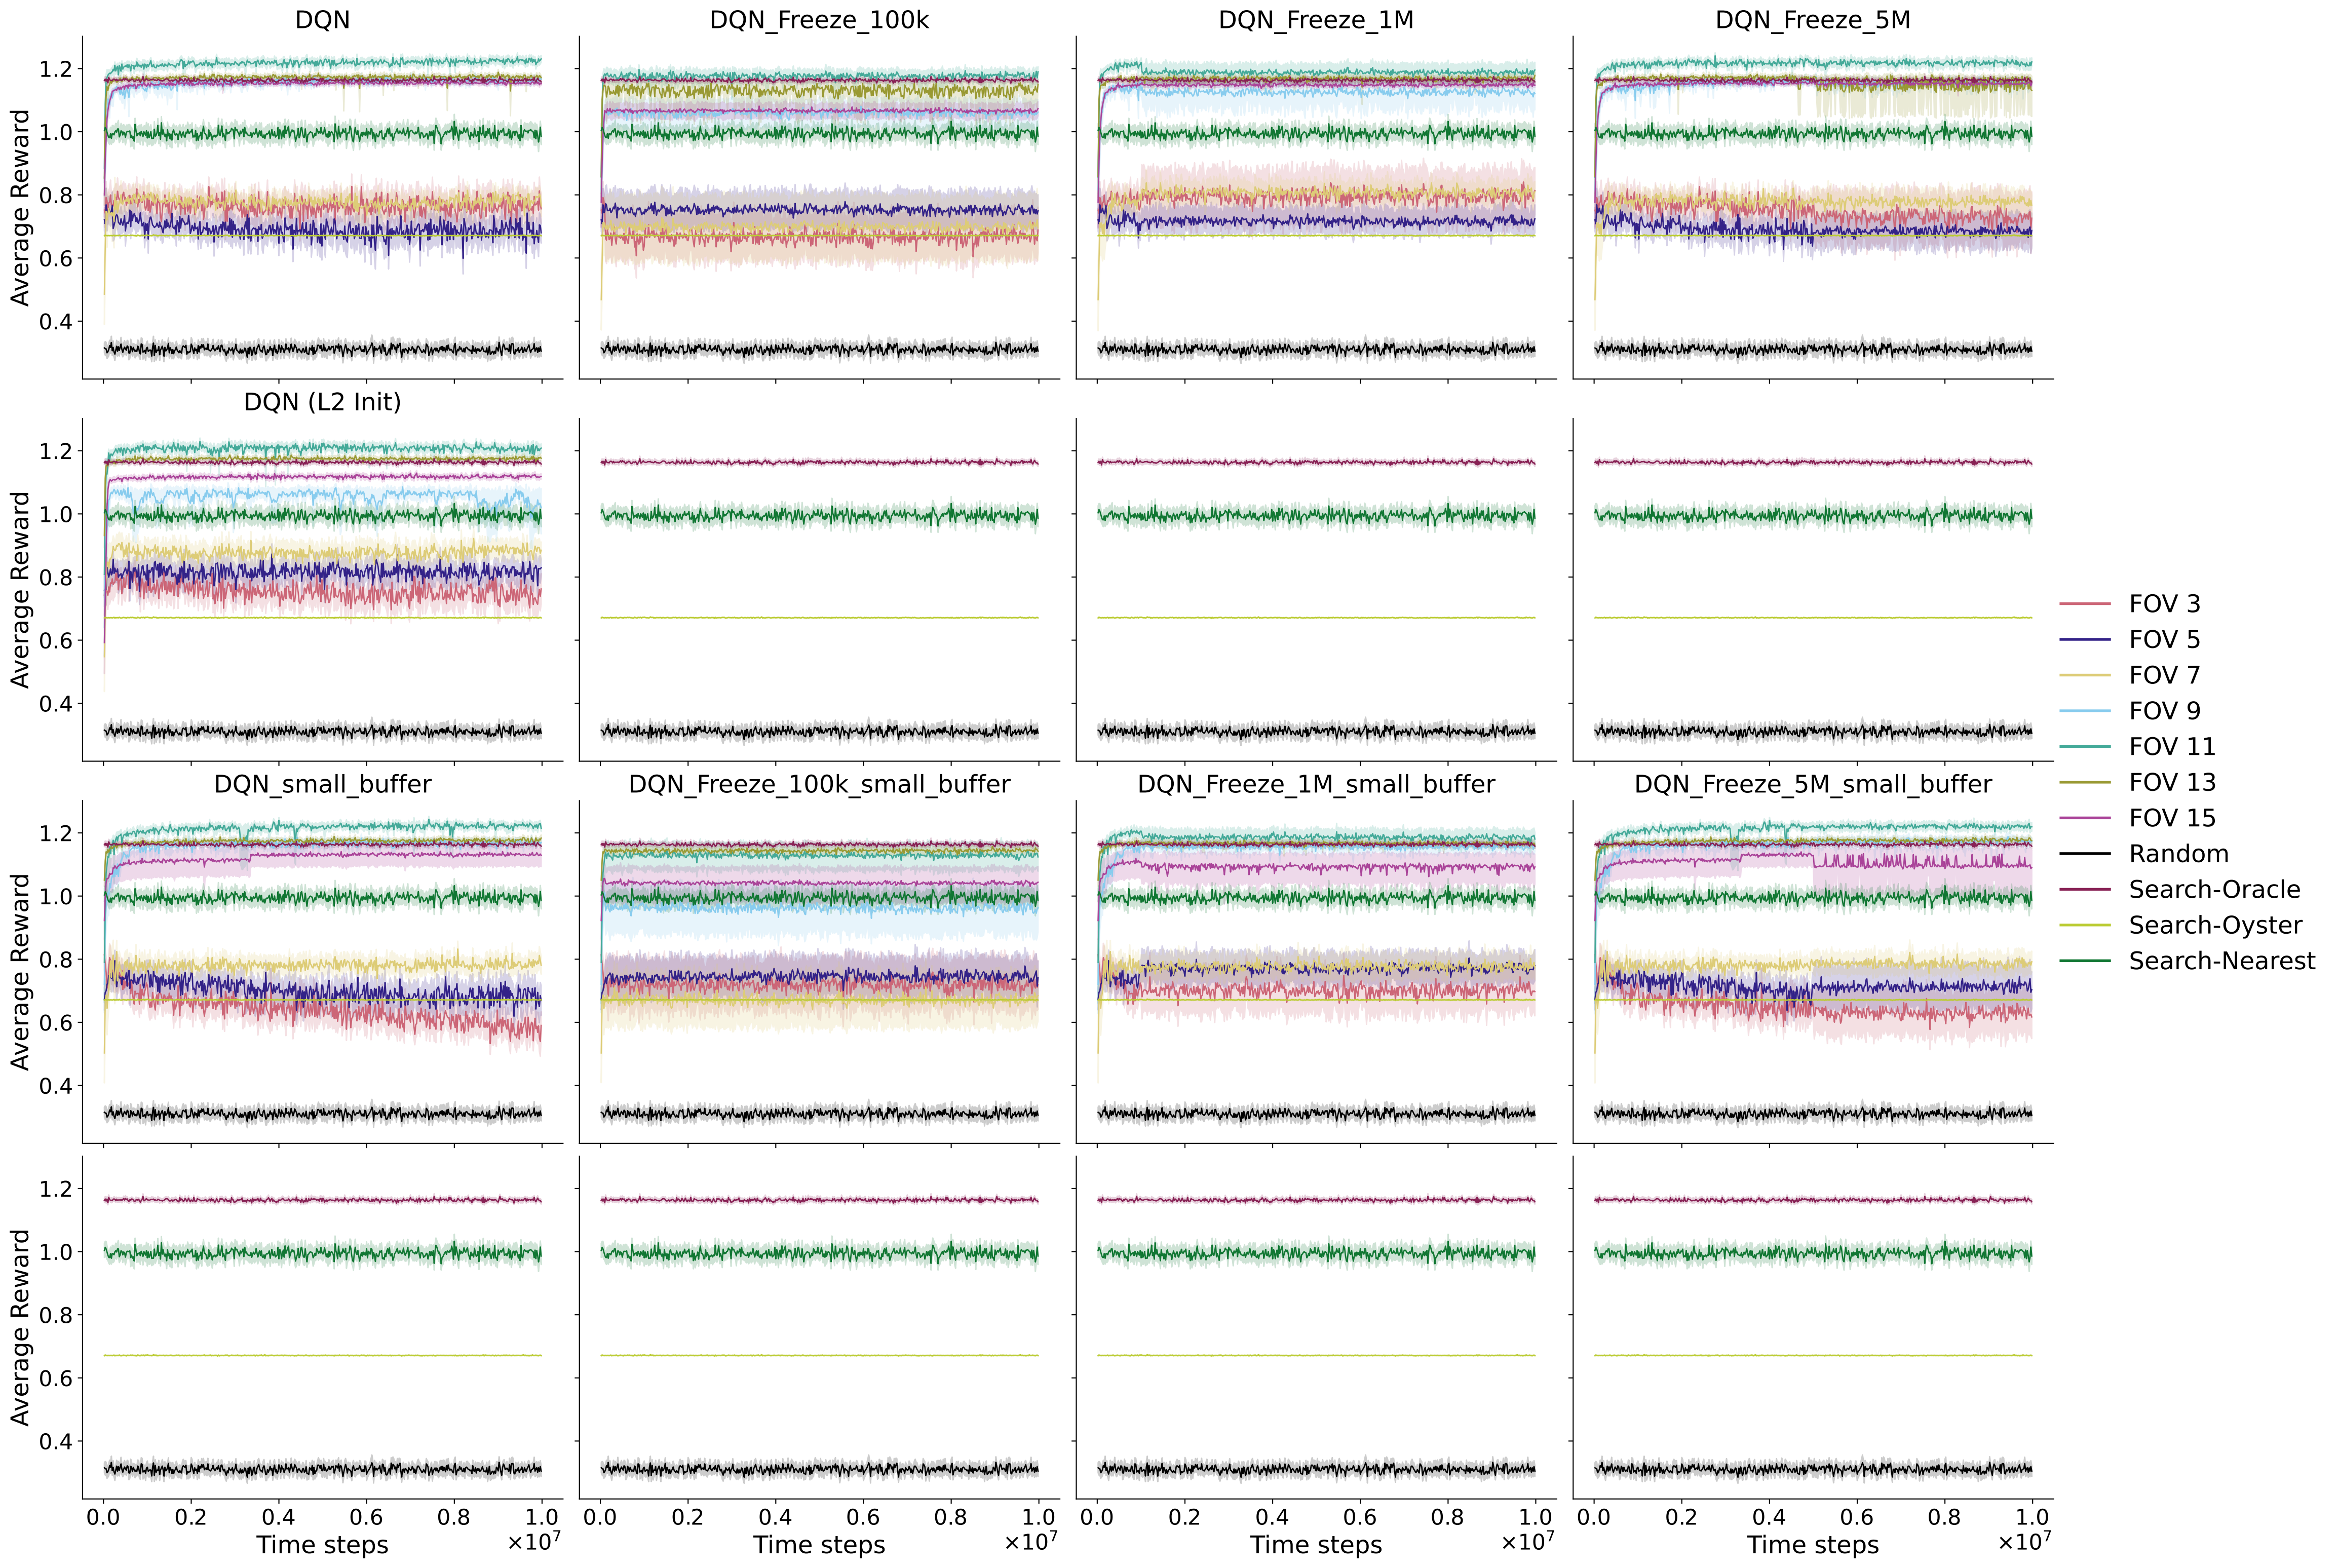 DQN
DQN_Freeze_100k
DQN_Freeze_1M
DQN_Freeze_5M
Average Reward
1.2
1.0
0.8
0.6
0.4
DQN (L2 Init)
Average Reward
1.2
1.0
0.8
0.6
0.4
DQN_small_buffer
DQN_Freeze_100k_small_buffer
DQN_Freeze_1M_small_buffer
DQN_Freeze_5M_small_buffer
Average Reward
1.2
1.0
0.8
0.6
0.4
Average Reward
1.2
1.0
0.8
0.6
0.4
0.0 0.2 0.4 0.6 0.8 1.0
Time steps ×10⁷
0.0 0.2 0.4 0.6 0.8 1.0
Time steps ×10⁷
0.0 0.2 0.4 0.6 0.8 1.0
Time steps ×10⁷
0.0 0.2 0.4 0.6 0.8 1.0
Time steps ×10⁷
FOV 3
FOV 5
FOV 7
FOV 9
FOV 11
FOV 13
FOV 15
Random
Search-Oracle
Search-Oyster
Search-Nearest